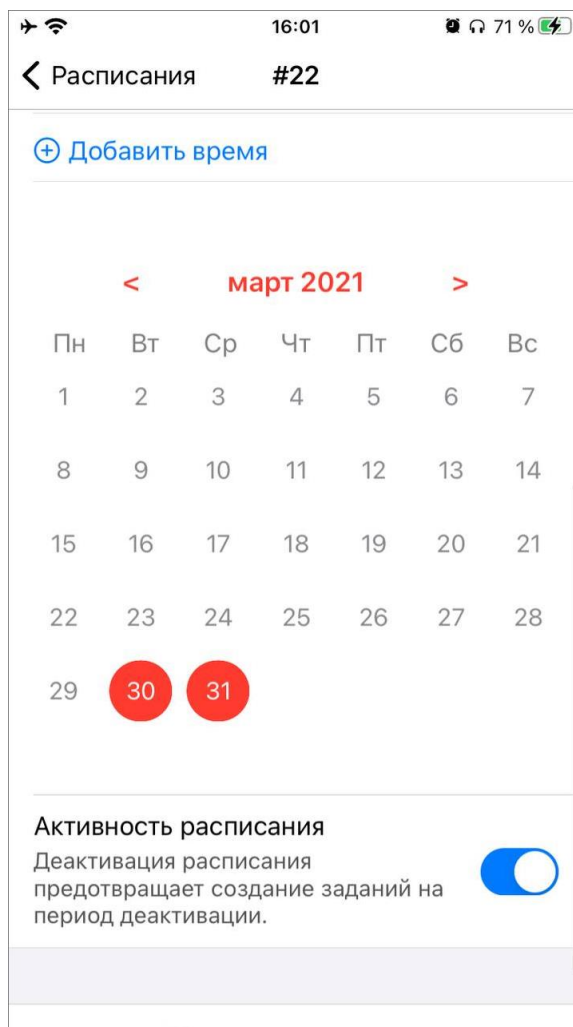 16:01
71 %
Расписания
#22
Добавить время
< март 2021 >
Пн Вт Ср Чт Пт Сб Вс
1 2 3 4 5 6 7
8 9 10 11 12 13 14
15 16 17 18 19 20 21
22 23 24 25 26 27 28
29 30 31
Активность расписания
Деактивация расписания
предотвращает создание заданий на
период деактивации.